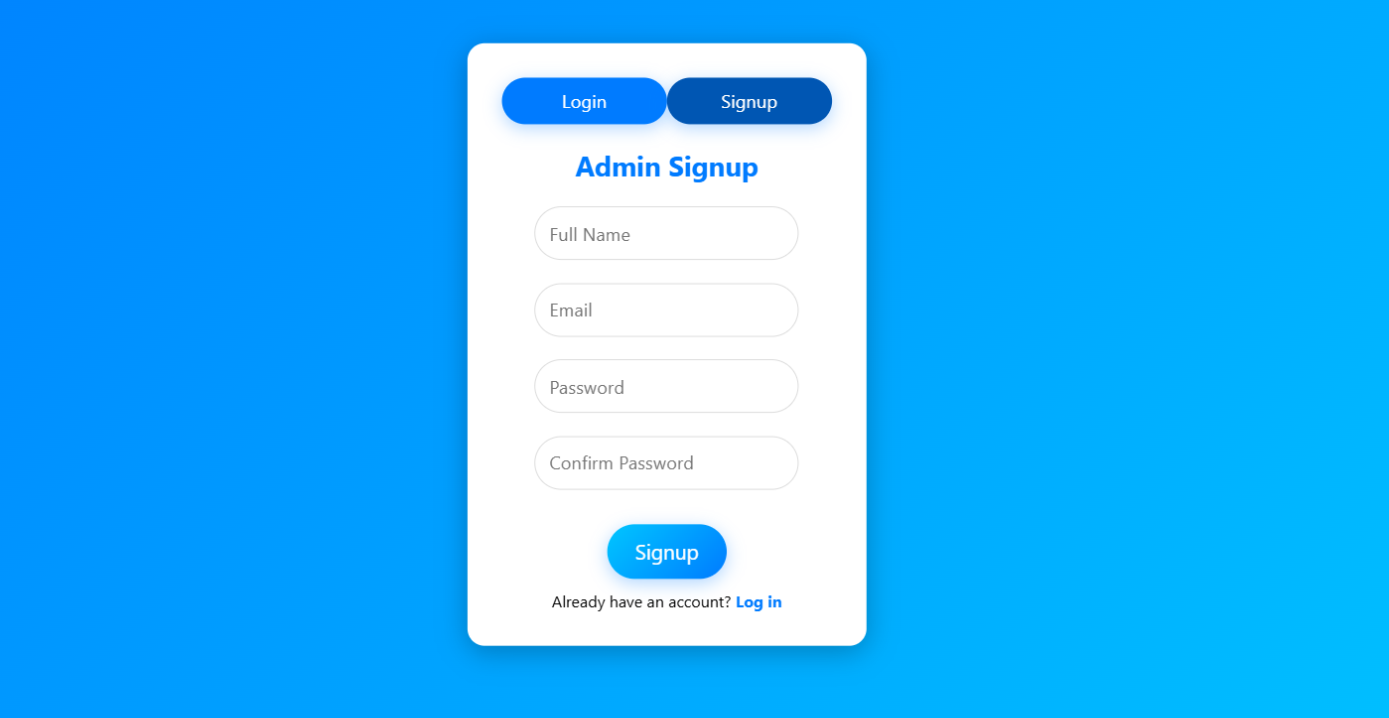 Login Signup
Admin Signup
Full Name
Email
Password
Confirm Password
Signup
Already have an account? Log in